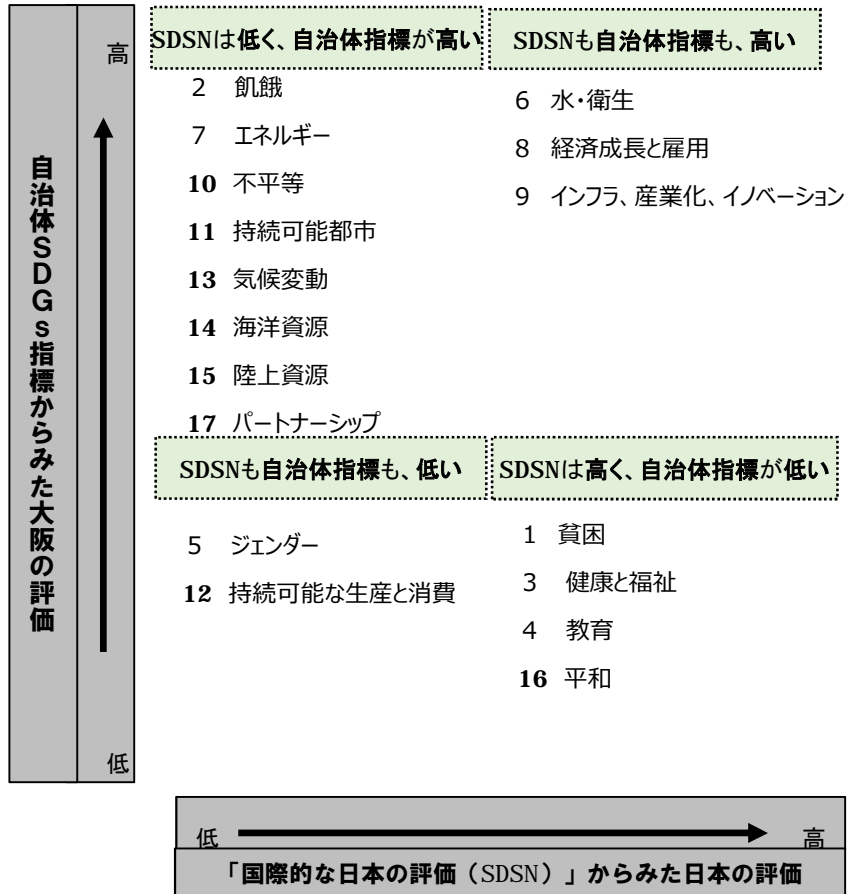 高
自治体SDGs指標からみた大阪の評価
低
SDSNは低く、自治体指標が高い
2 飢餓
7 エネルギー
10 不平等
11 持続可能都市
13 気候変動
14 海洋資源
15 陸上資源
17 パートナーシップ
SDSNも自治体指標も、高い
6 水・衛生
8 経済成長と雇用
9 インフラ、産業化、イノベーション
SDSNも自治体指標も、低い
5 ジェンダー
12 持続可能な生産と消費
SDSNは高く、自治体指標が低い
1 貧困
3 健康と福祉
4 教育
16 平和
低 高
「国際的な日本の評価（SDSN）」からみた日本の評価